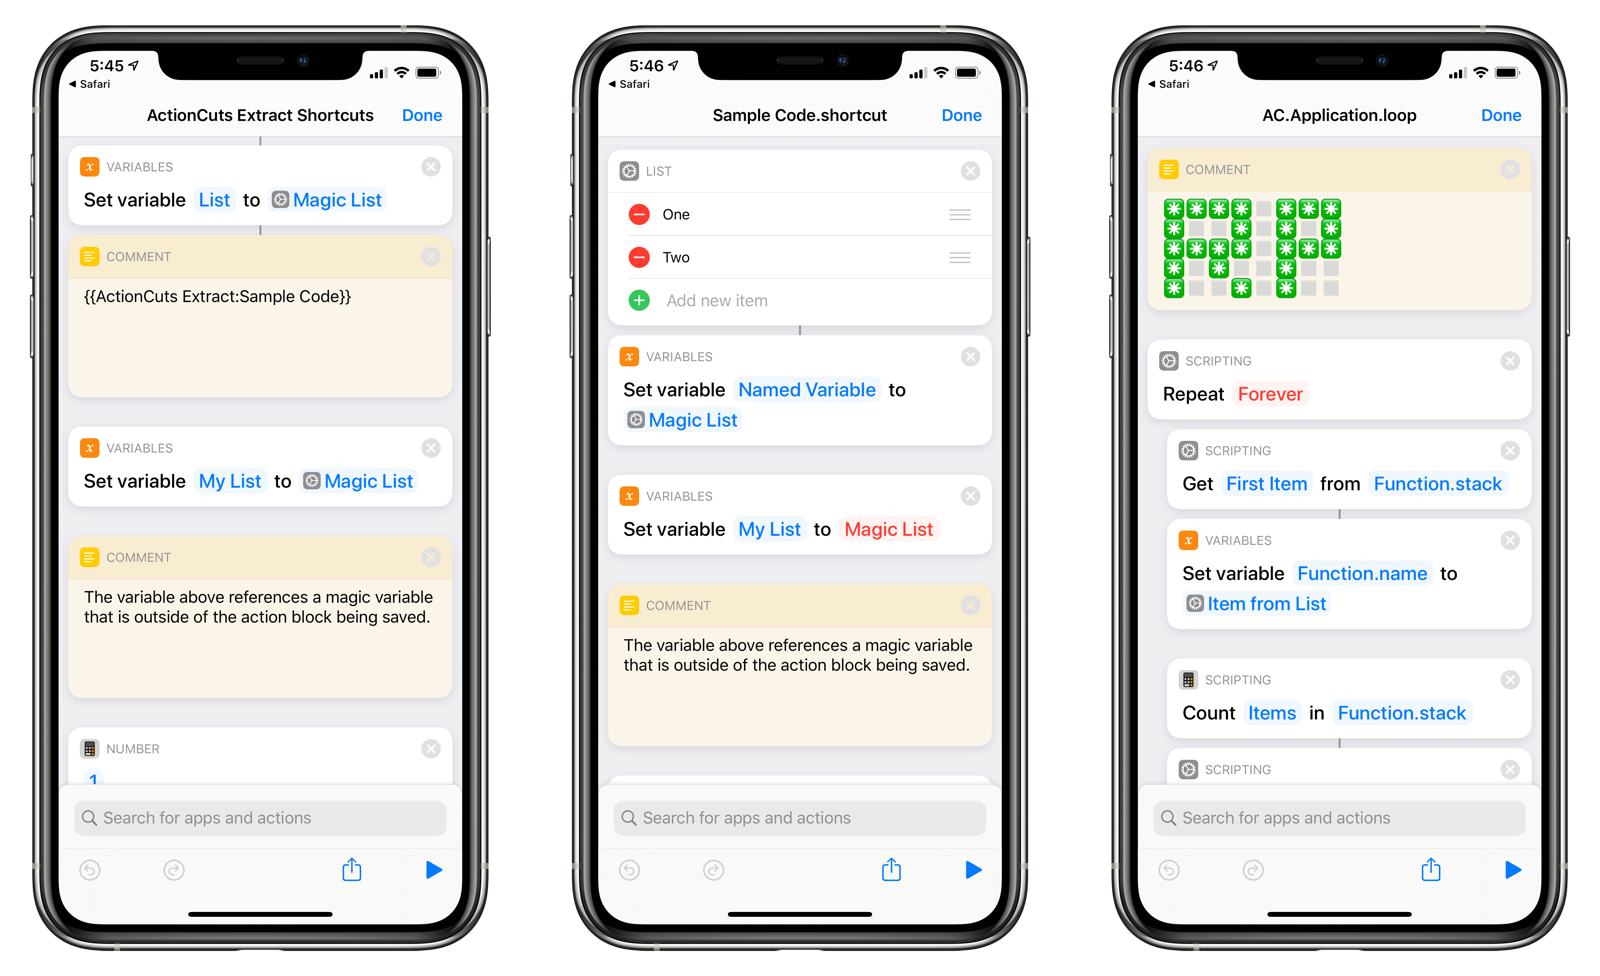 5:45
Safari
ActionCuts Extract Shortcuts
Done
VARIABLES
Set variable List to Magic List
COMMENT
{{ActionCuts Extract:Sample Code}}
VARIABLES
Set variable My List to Magic List
COMMENT
The variable above references a magic variable
that is outside of the action block being saved.
NUMBER
1
Search for apps and actions
5:46
Safari
Sample Code.shortcut
Done
LIST
One
Two
Add new item
VARIABLES
Set variable Named Variable to
Magic List
VARIABLES
Set variable My List to Magic List
COMMENT
The variable above references a magic variable
that is outside of the action block being saved.
Search for apps and actions
5:46
Safari
AC.Application.loop
Done
COMMENT
SCRIPTING
Repeat Forever
SCRIPTING
Get First Item from Function.stack
VARIABLES
Set variable Function.name to
Item from List
SCRIPTING
Count Items in Function.stack
SCRIPTING
Search for apps and actions